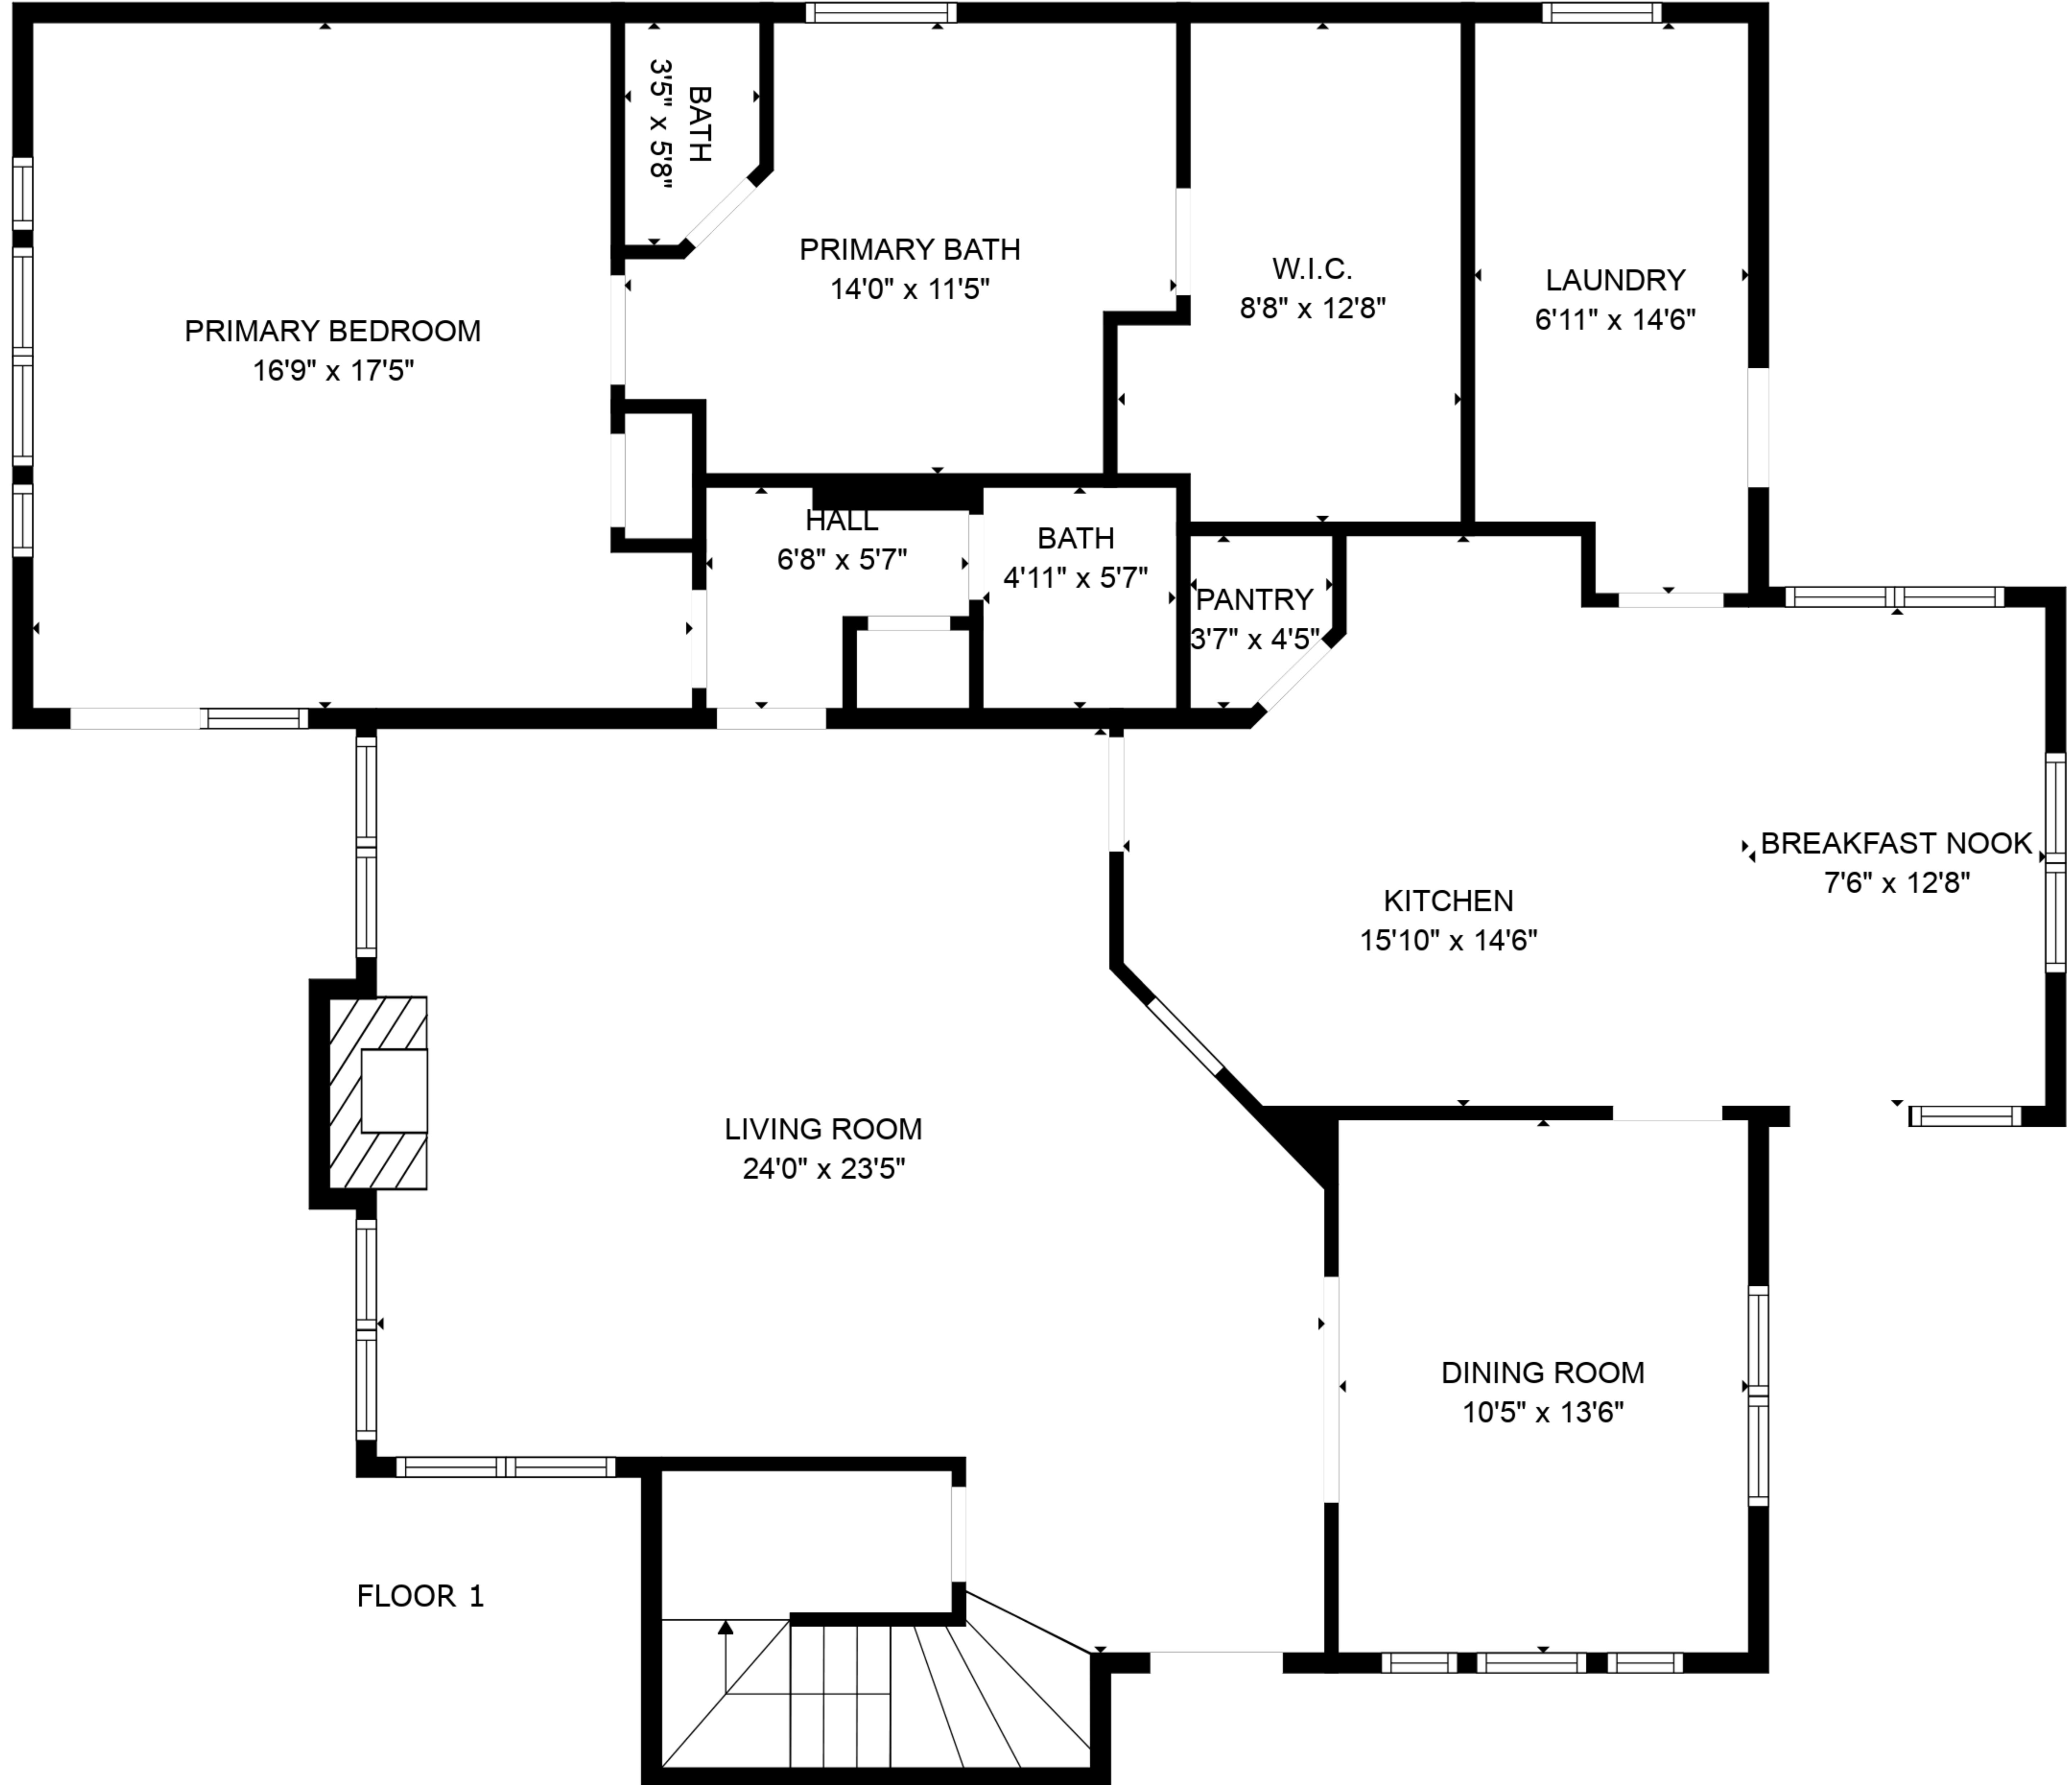 BATH
3'5" x 5'8"
PRIMARY BATH
14'0" x 11'5"
W.I.C.
8'8" x 12'8"
LAUNDRY
6'11" x 14'6"
PRIMARY BEDROOM
16'9" x 17'5"
HALL
6'8" x 5'7"
BATH
4'11" x 5'7"
PANTRY
3'7" x 4'5"
BREAKFAST NOOK
7'6" x 12'8"
KITCHEN
15'10" x 14'6"
LIVING ROOM
24'0" x 23'5"
DINING ROOM
10'5" x 13'6"
FLOOR 1